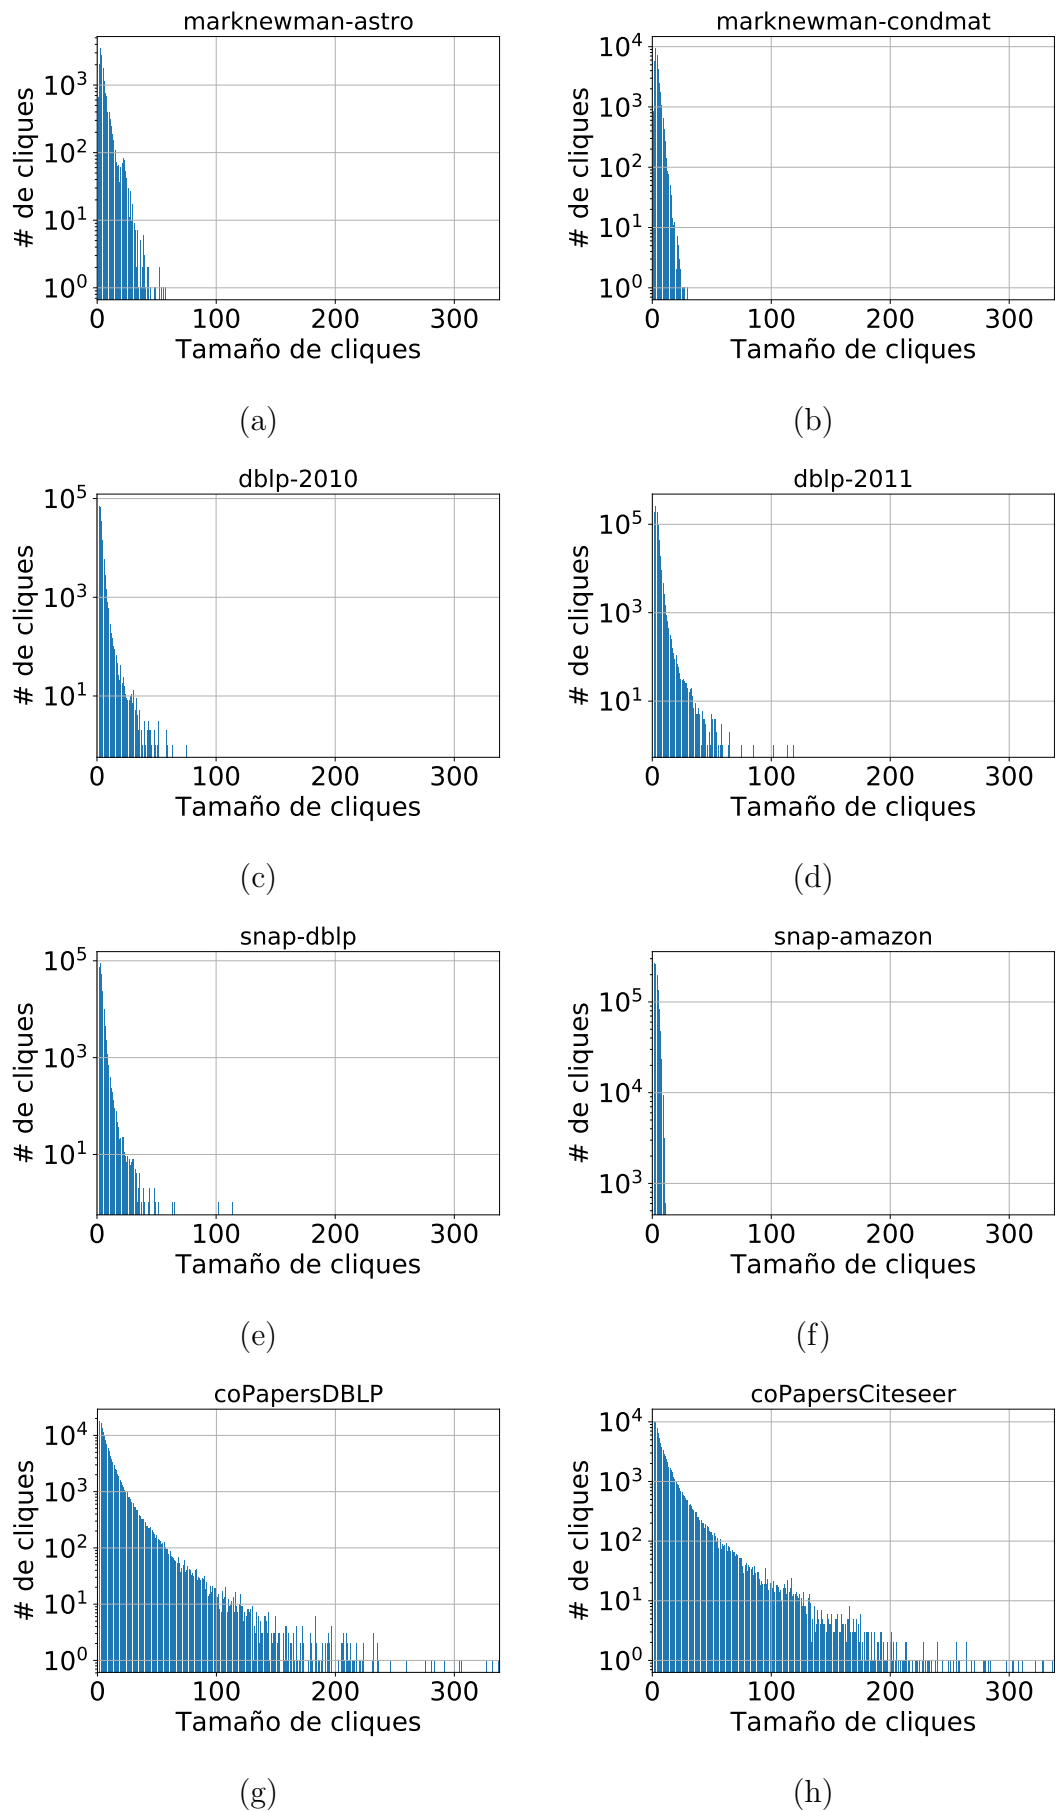 marknewman-astro
# de cliques
10³
10²
10¹
10⁰
0 100 200 300
Tamaño de cliques
(a)
marknewman-condmat
# de cliques
10⁴
10³
10²
10¹
10⁰
0 100 200 300
Tamaño de cliques
(b)
dblp-2010
# de cliques
10⁵
10³
10¹
0 100 200 300
Tamaño de cliques
(c)
dblp-2011
# de cliques
10⁵
10³
10¹
0 100 200 300
Tamaño de cliques
(d)
snap-dblp
# de cliques
10⁵
10³
10¹
0 100 200 300
Tamaño de cliques
(e)
snap-amazon
# de cliques
10⁵
10⁴
10³
0 100 200 300
Tamaño de cliques
(f)
coPapersDBLP
# de cliques
10⁴
10³
10²
10¹
10⁰
0 100 200 300
Tamaño de cliques
(g)
coPapersCiteseer
# de cliques
10⁴
10³
10²
10¹
10⁰
0 100 200 300
Tamaño de cliques
(h)